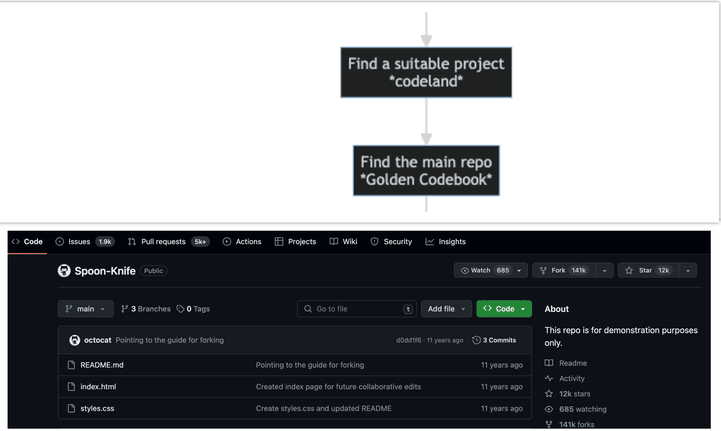 Find a suitable project
*codeland*
Find the main repo
*Golden Codebook*
<> Code Issues 1.9k Pull requests 5k+ Actions Projects Wiki Security Insights
Spoon-Knife Public Watch 685 Fork 141k Star 12k
main 3 Branches 0 Tags Go to file t Add file <> Code About
This repo is for demonstration purposes
only.
octocat Pointing to the guide for forking d0dd1f6 · 11 years ago 3 Commits
README.md Pointing to the guide for forking 11 years ago
index.html Created index page for future collaborative edits 11 years ago
styles.css Create styles.css and updated README 11 years ago
Readme
Activity
12k stars
685 watching
141k forks